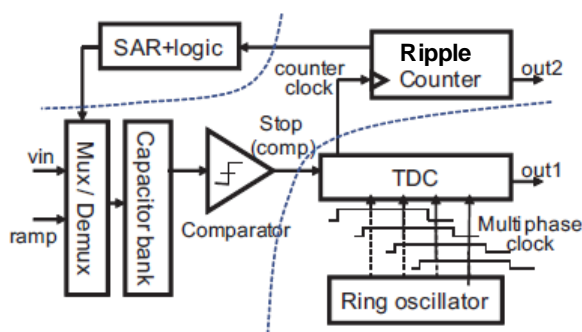 SAR+logic
Ripple
Counter
counter
clock
out2
Stop
(comp)
vin
ramp
Mux / Demux
Capacitor bank
Comparator
TDC
out1
Multiphase
clock
Ring oscillator